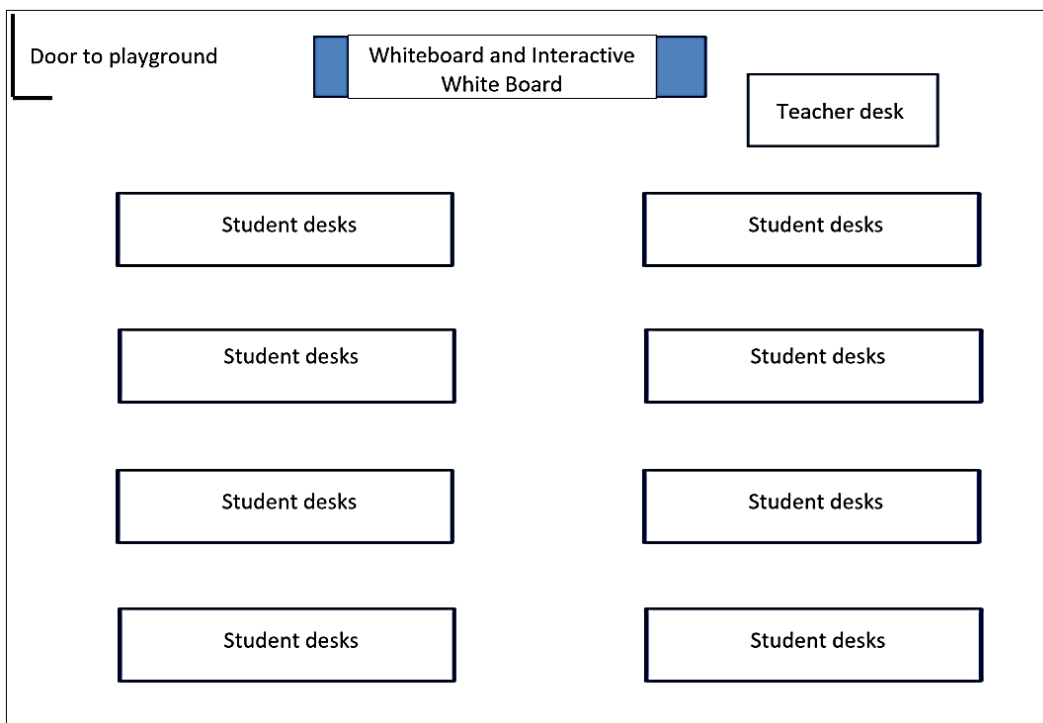 Door to playground
Whiteboard and Interactive
White Board
Teacher desk
Student desks
Student desks
Student desks
Student desks
Student desks
Student desks
Student desks
Student desks